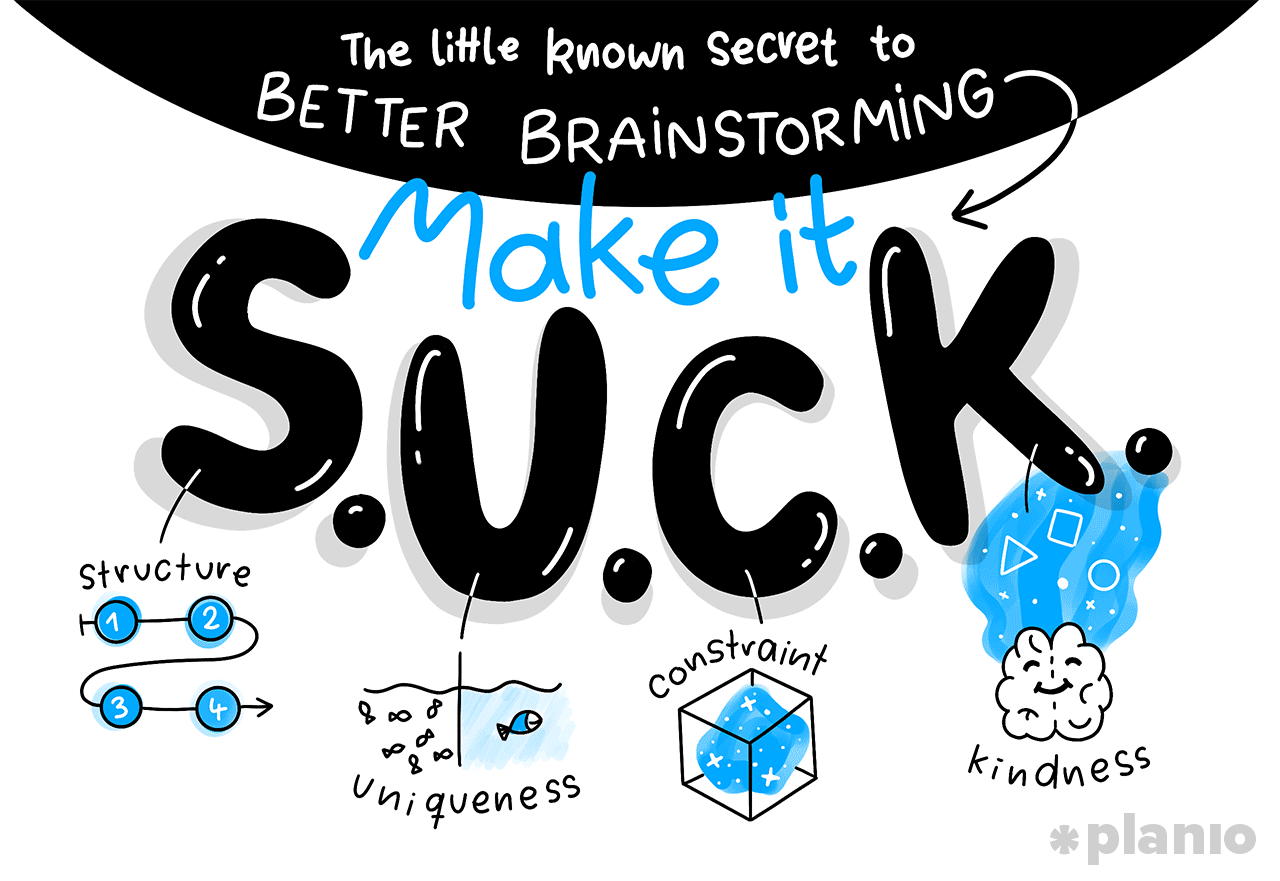 The little known secret to
BETTER BRAINSTORMING
Make it
S.U.C.K.
structure
1 2
3 4
uniqueness
constraint
kindness
*planio